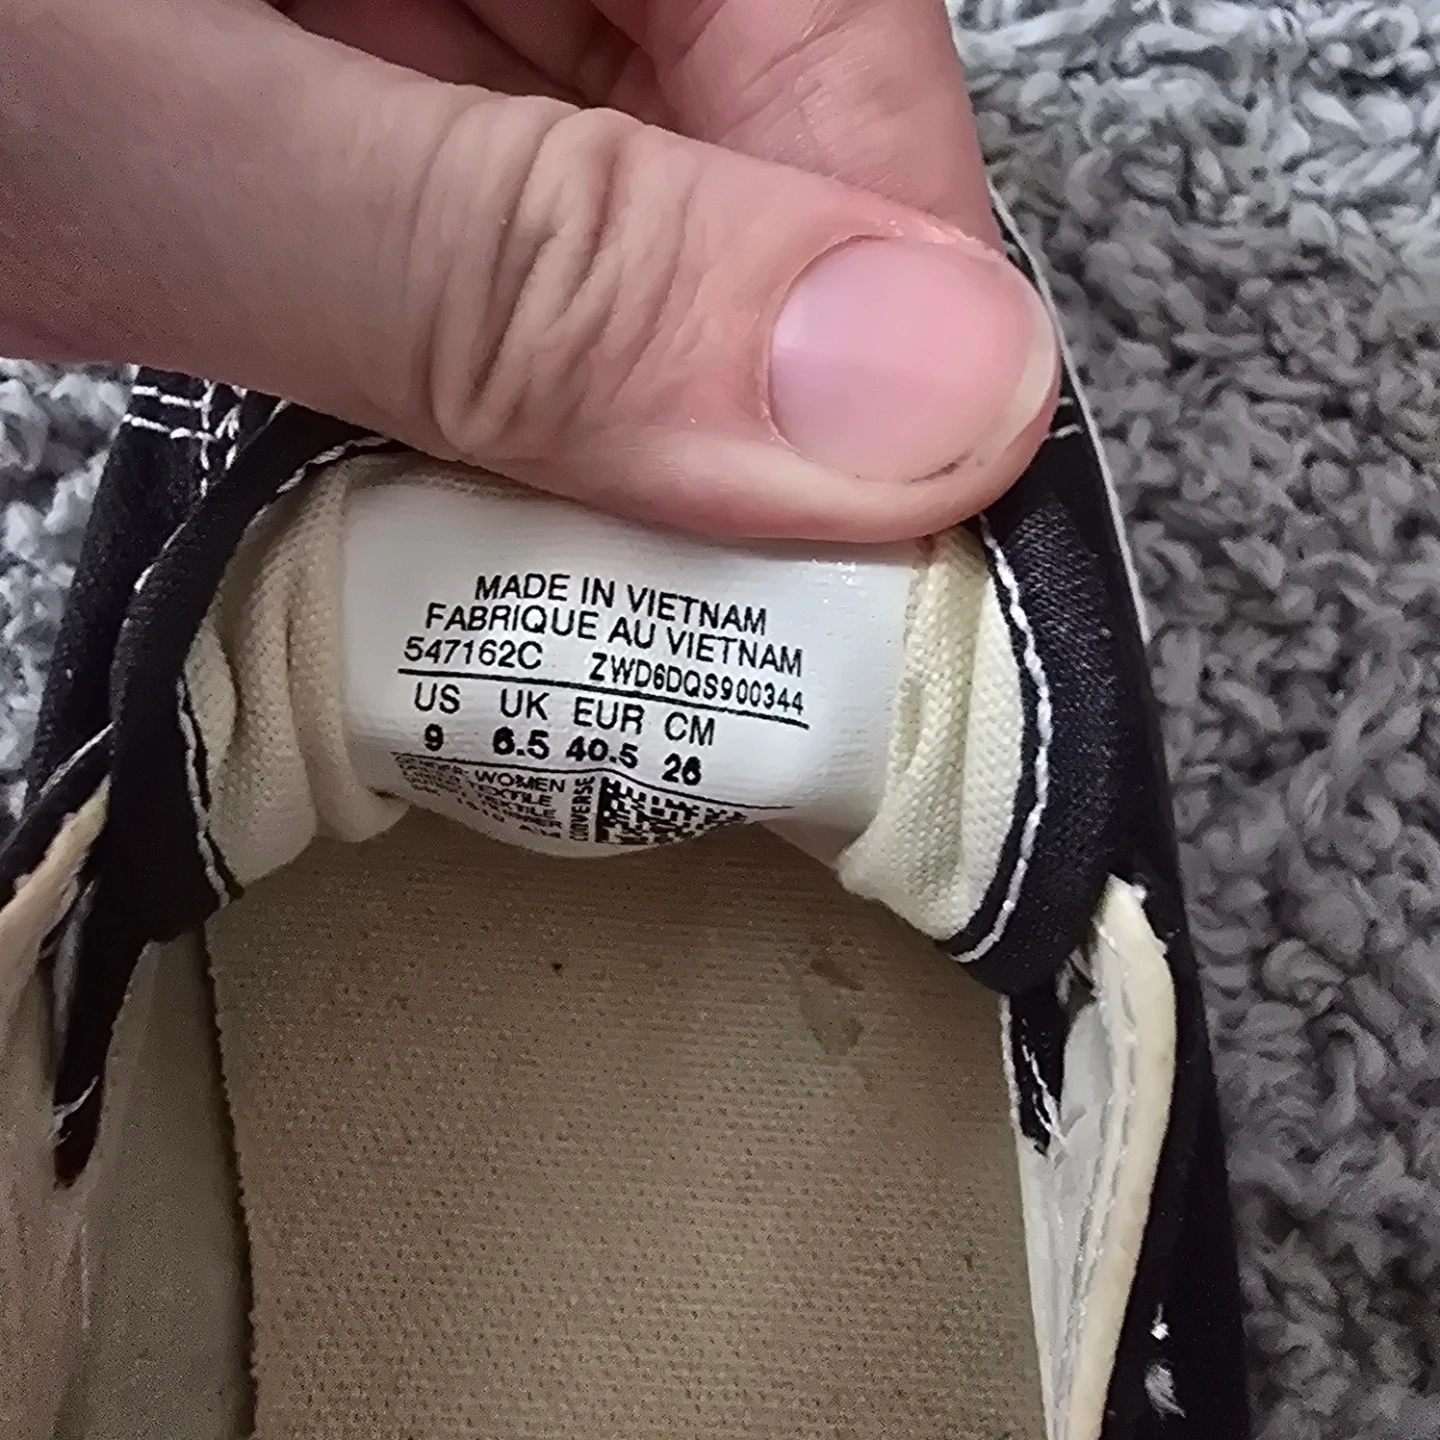 MADE IN VIETNAM
FABRIQUE AU VIETNAM
547162C ZWD6DQS900344
US UK EUR CM
9 6.5 40.5 26
WOMEN
TEXTILE
CONVERSE